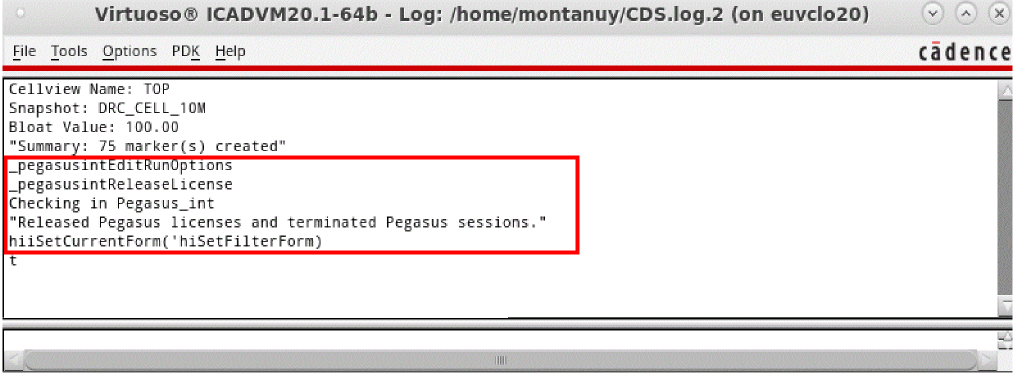 Virtuoso® ICADVM20.1-64b - Log: /home/montanuy/CDS.log.2 (on euvclo20)
File Tools Options PDK Help
cādence
Cellview Name: TOP
Snapshot: DRC_CELL_10M
Bloat Value: 100.00
"Summary: 75 marker(s) created"
_pegasusintEditRunOptions
_pegasusintReleaseLicense
Checking in Pegasus_int
"Released Pegasus licenses and terminated Pegasus sessions."
hiiSetCurrentForm('hiSetFilterForm)
t